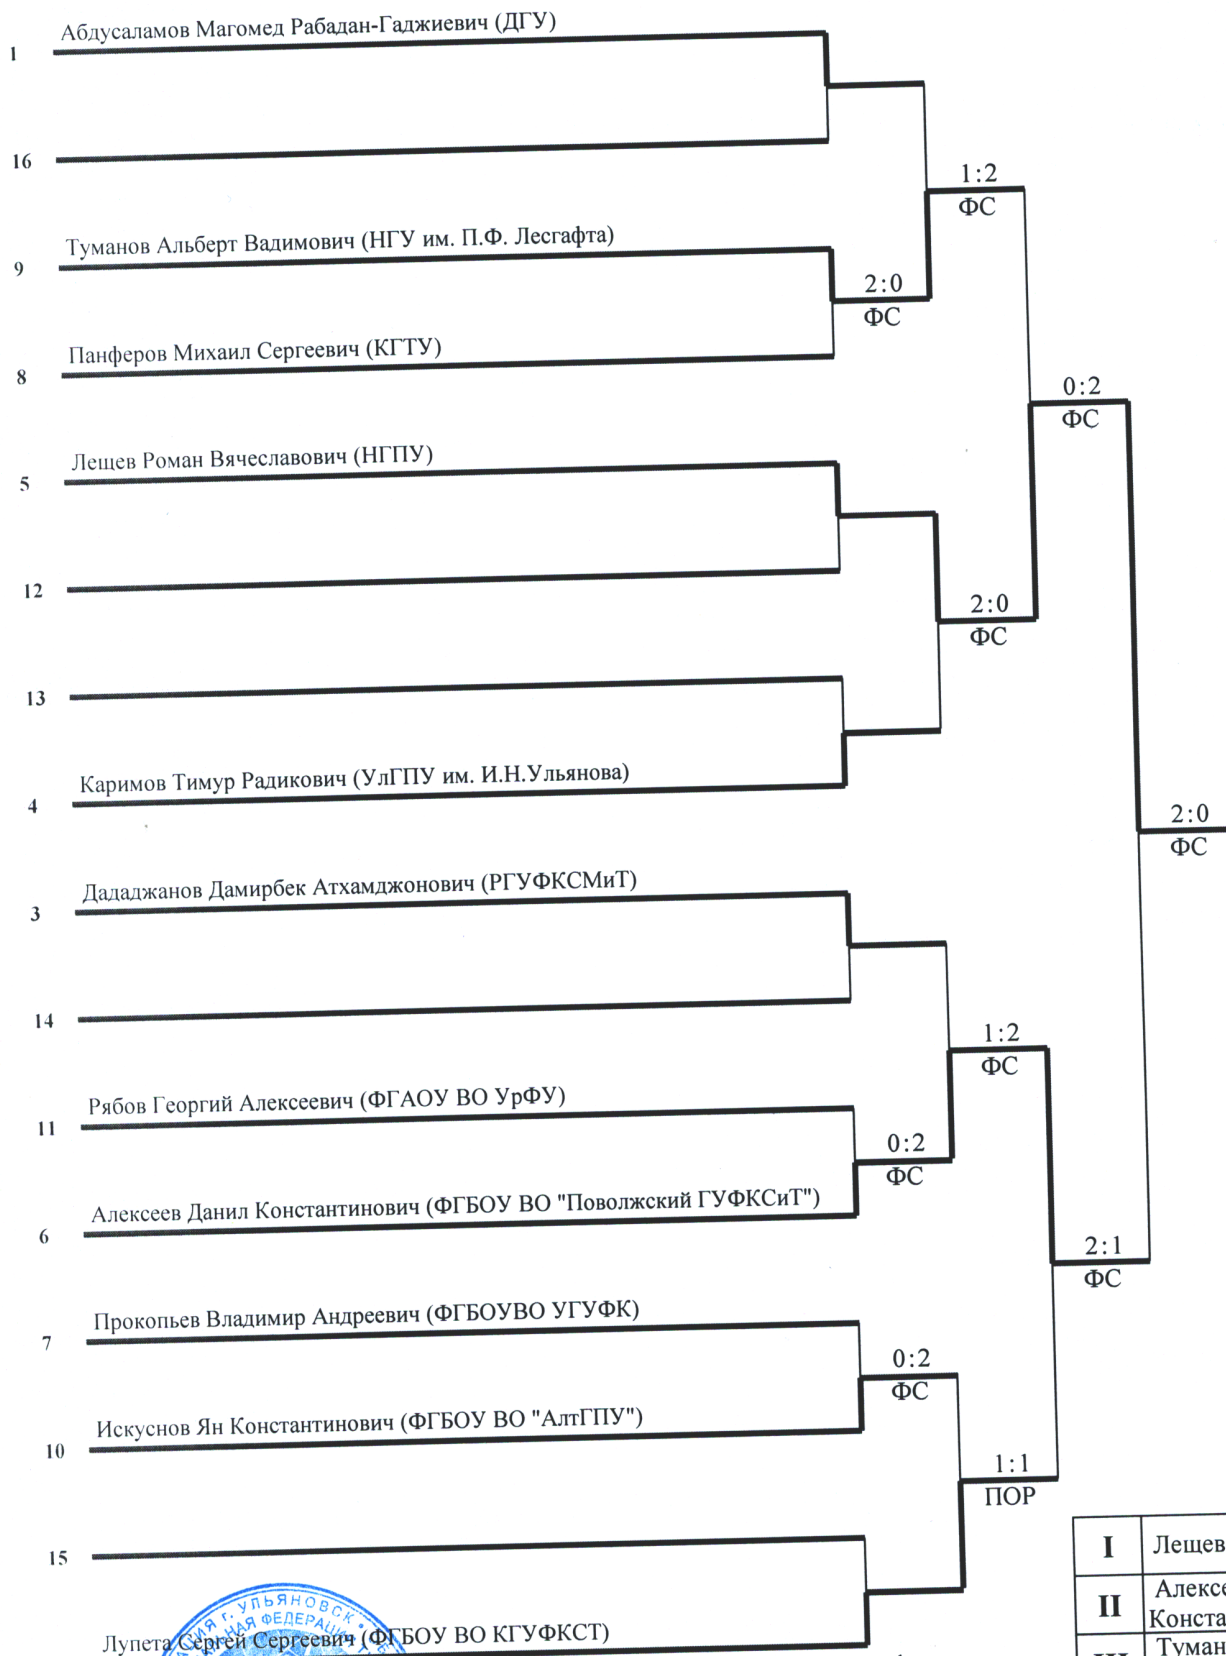 Абдусаламов Магомед Рабадан-Гаджиевич (ДГУ)
1
16
1:2
ФС
Туманов Альберт Вадимович (НГУ им. П.Ф. Лесгафта)
9
2:0
ФС
Панферов Михаил Сергеевич (КГТУ)
8
0:2
ФС
Лещев Роман Вячеславович (НГПУ)
5
12
2:0
ФС
13
Каримов Тимур Радикович (УлГПУ им. И.Н.Ульянова)
4
2:0
ФС
Дададжанов Дамирбек Атхамджонович (РГУФКСМиТ)
3
14
1:2
ФС
Рябов Георгий Алексеевич (ФГАОУ ВО УрФУ)
11
0:2
ФС
Алексеев Данил Константинович (ФГБОУ ВО "Поволжский ГУФКСиТ")
6
2:1
ФС
Прокопьев Владимир Андреевич (ФГБОУВО УГУФК)
7
0:2
ФС
Искуснов Ян Константинович (ФГБОУ ВО "АлтГПУ")
10
1:1
ПОР
15
I Лещев
II Алексе
Конста
Туман
г. УЛЬЯНОВСК
ФЕДЕРАЦИЯ
Лупета Сергей Сергеевич (ФГБОУ ВО КГУФКСТ)